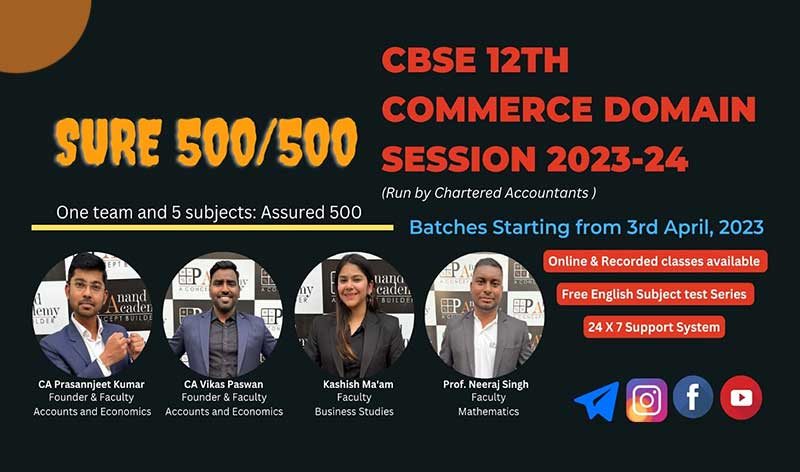 CBSE 12TH
COMMERCE DOMAIN
SESSION 2023-24
(Run by Chartered Accountants )
SURE 500/500
One team and 5 subjects: Assured 500
Batches Starting from 3rd April, 2023
Online & Recorded classes available
Free English Subject test Series
24 X 7 Support System
CA Prasannjeet Kumar
Founder & Faculty
Accounts and Economics
CA Vikas Paswan
Founder & Faculty
Accounts and Economics
Kashish Ma'am
Faculty
Business Studies
Prof. Neeraj Singh
Faculty
Mathematics